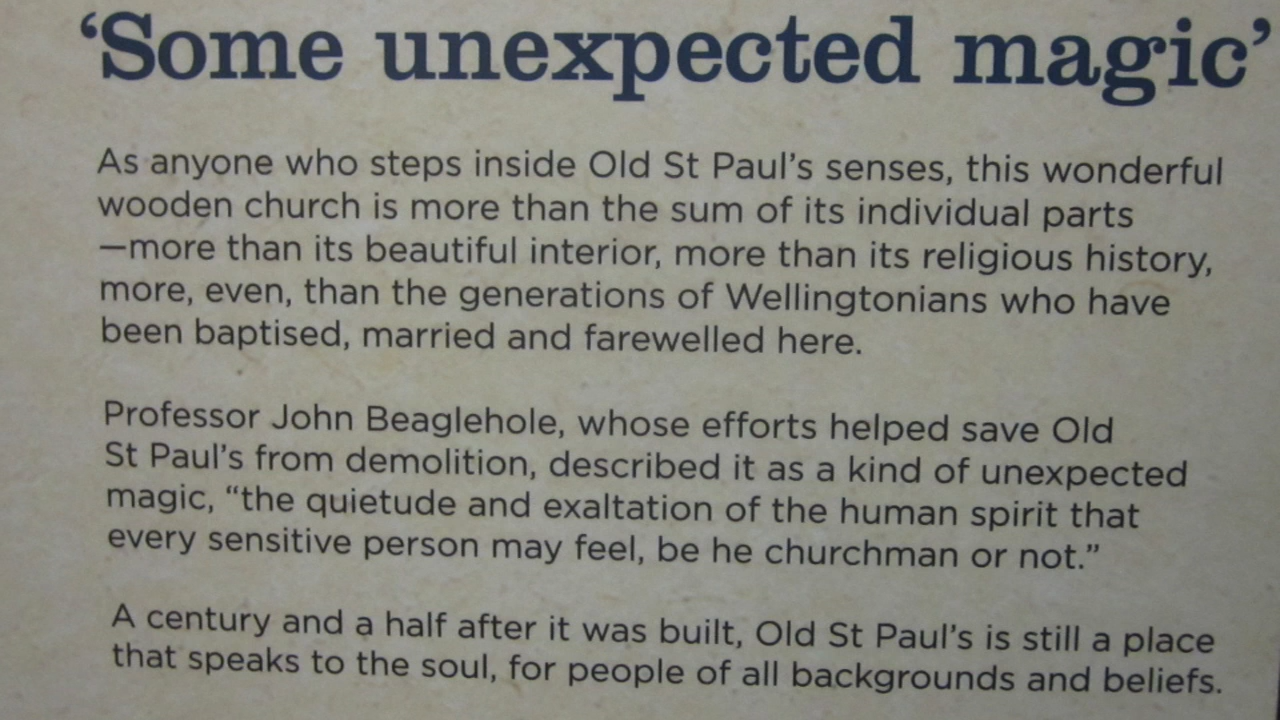 ‘Some unexpected magic’
As anyone who steps inside Old St Paul’s senses, this wonderful
wooden church is more than the sum of its individual parts
—more than its beautiful interior, more than its religious history,
more, even, than the generations of Wellingtonians who have
been baptised, married and farewelled here.
Professor John Beaglehole, whose efforts helped save Old
St Paul’s from demolition, described it as a kind of unexpected
magic, “the quietude and exaltation of the human spirit that
every sensitive person may feel, be he churchman or not.”
A century and a half after it was built, Old St Paul’s is still a place
that speaks to the soul, for people of all backgrounds and beliefs.